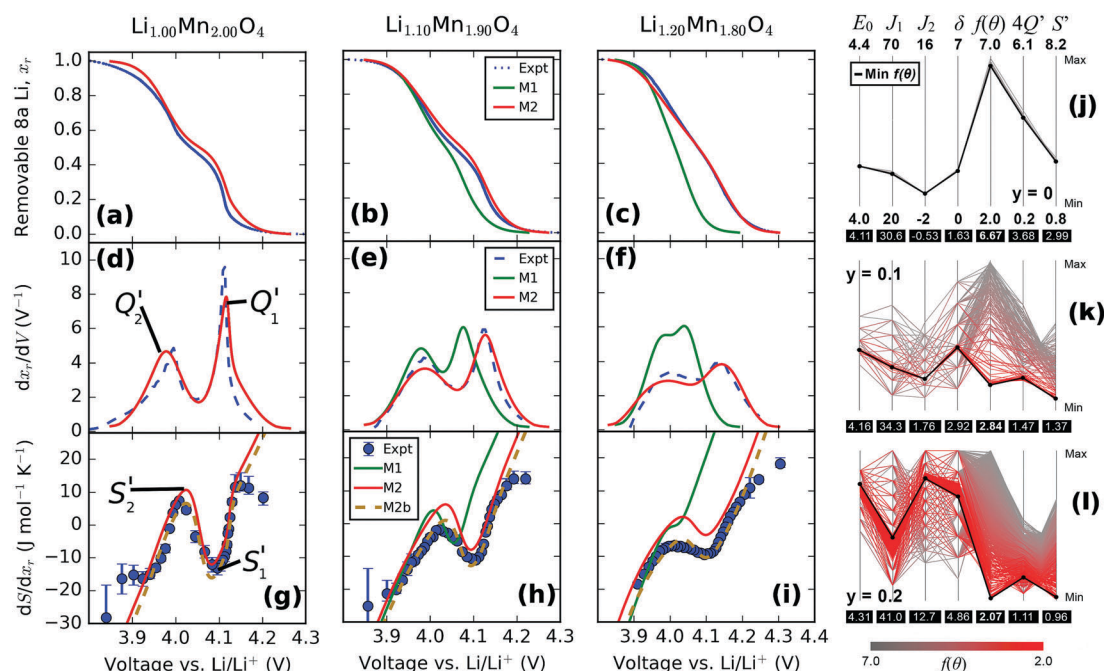 Li1.00Mn2.00O4
Li1.10Mn1.90O4
Li1.20Mn1.80O4
Removable 8a Li, xr
1.0
0.8
0.6
0.4
0.2
0.0
(a)
(b)
Expt
M1
M2
(c)
dxr/dV (V−1)
10
8
6
4
2
0
(d)
Q'2
Q'1
(e)
Expt
M1
M2
(f)
dS/dxr (J mol−1 K−1)
20
10
0
−10
−20
−30
S'2
S'1
(g)
Expt
M1
M2
M2b
(h)
(i)
3.9 4.0 4.1 4.2 4.3
3.9 4.0 4.1 4.2
3.9 4.0 4.1 4.2 4.3 4.4
Voltage vs. Li/Li+ (V)
Voltage vs. Li/Li+ (V)
Voltage vs. Li/Li+ (V)
E0 J1 J2 δ f(θ) 4Q' S'
4.4 70 16 7 7.0 6.1 8.2
Min f(θ)
Max
(j)
y = 0
Min
4.0 20 -2 0 2.0 0.2 0.8
4.11 30.6 -0.53 1.63 6.67 3.68 2.99
y = 0.1
Max
(k)
Min
4.16 34.3 1.76 2.92 2.84 1.47 1.37
Max
(l)
y = 0.2
Min
4.31 41.0 12.7 4.86 2.07 1.11 0.96
7.0 f(θ) 2.0